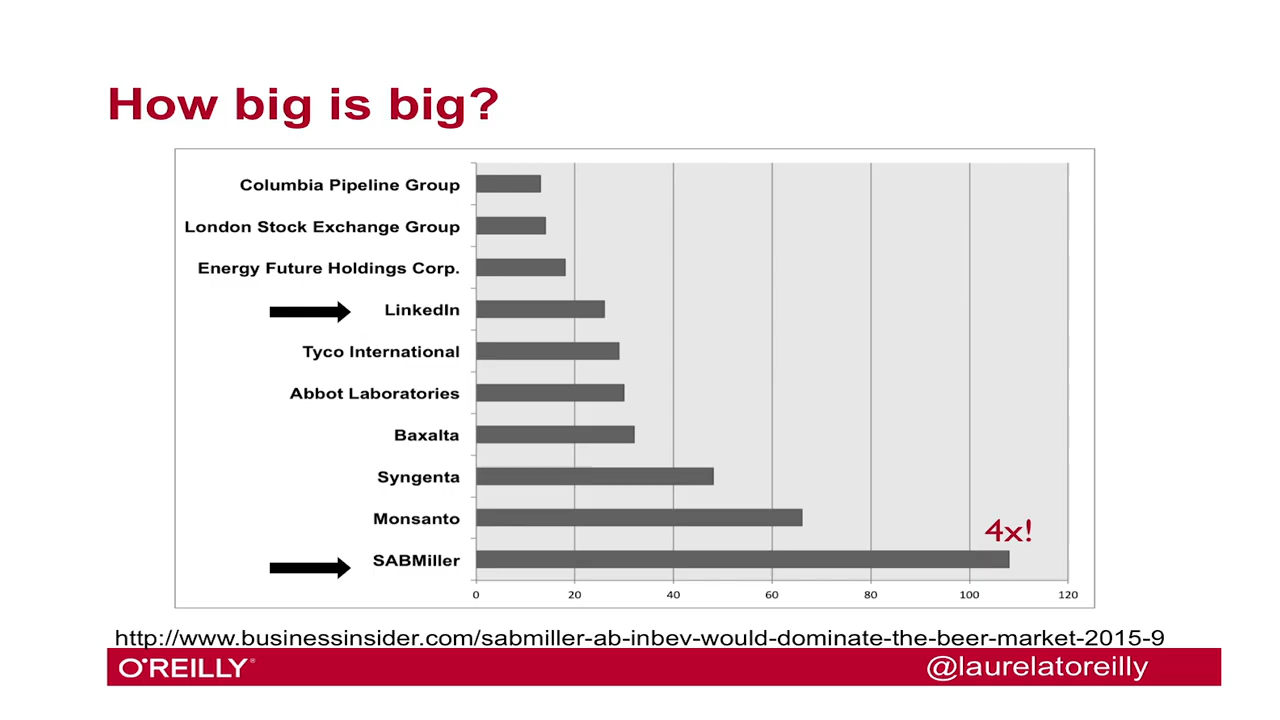 How big is big?
Columbia Pipeline Group
London Stock Exchange Group
Energy Future Holdings Corp.
LinkedIn
Tyco International
Abbot Laboratories
Baxalta
Syngenta
Monsanto
4x!
SABMiller
0 20 40 60 80 100 120
http://www.businessinsider.com/sabmiller-ab-inbev-would-dominate-the-beer-market-2015-9
O'REILLY® @laurelatoreilly